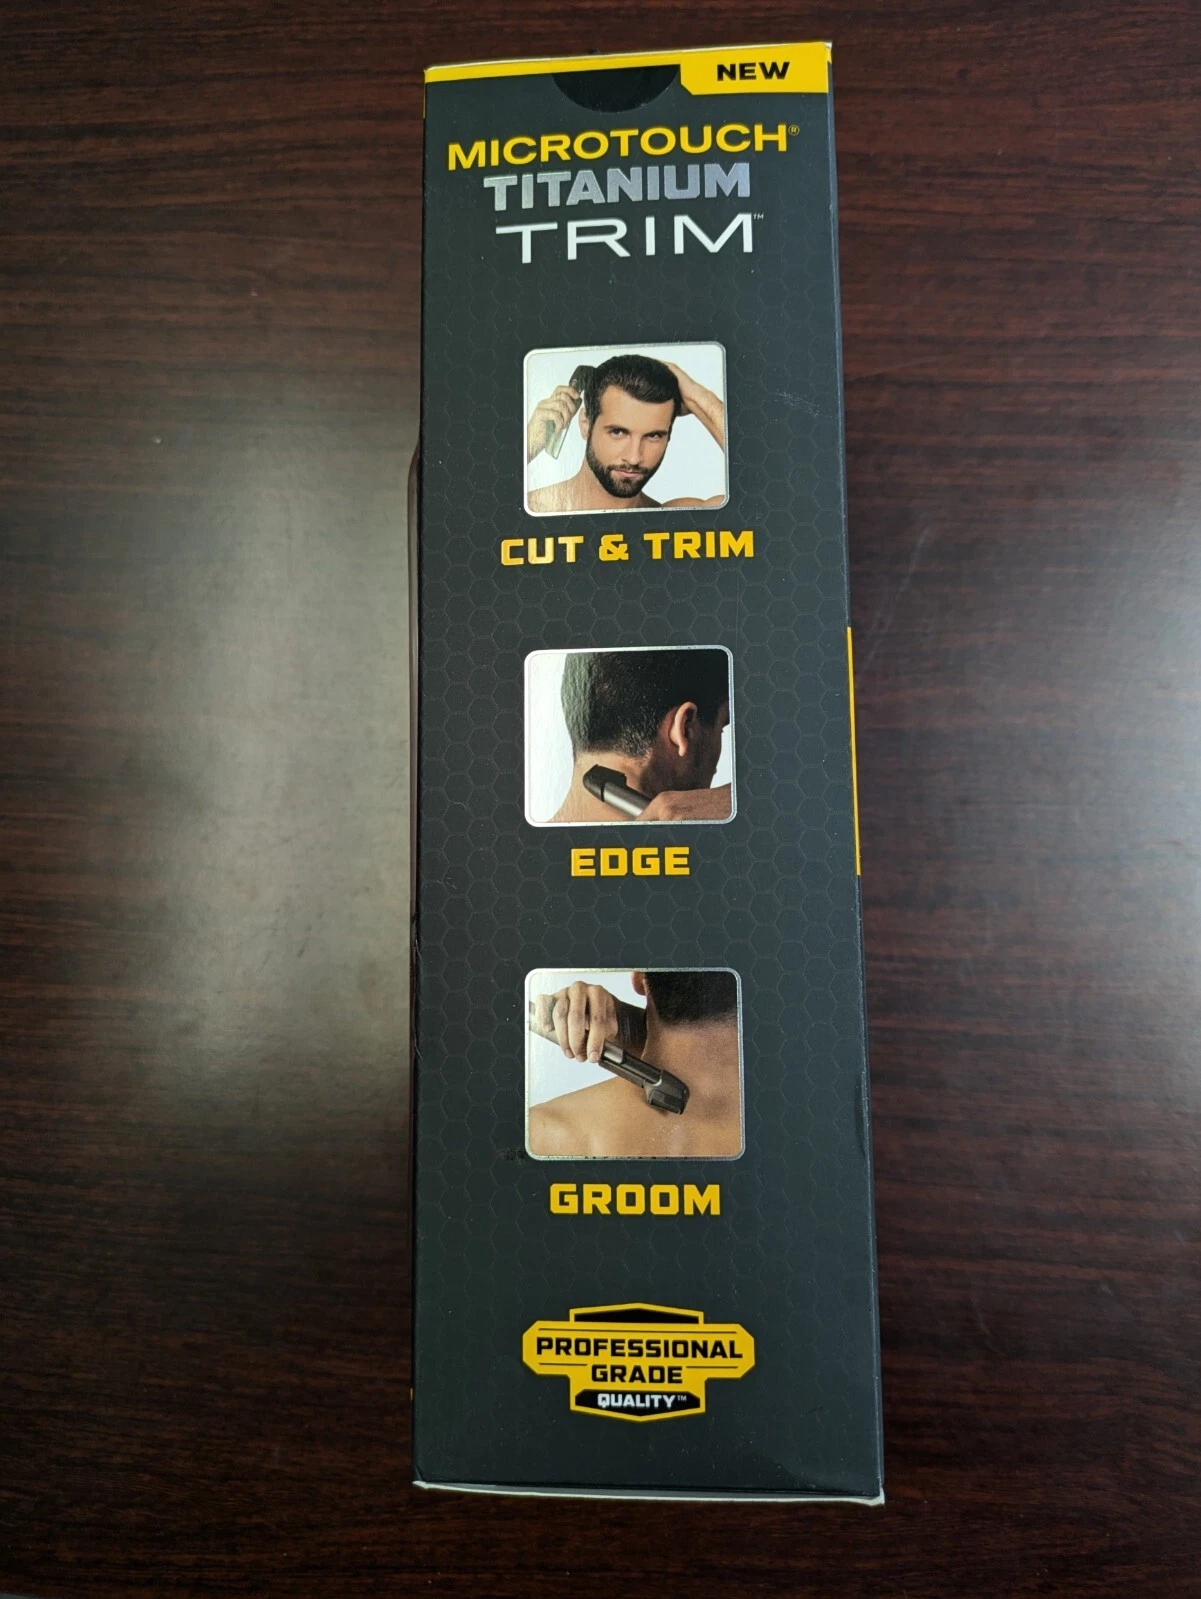 NEW
MICROTOUCH®
TITANIUM
TRIM™
CUT & TRIM
EDGE
GROOM
PROFESSIONAL
GRADE
QUALITY™